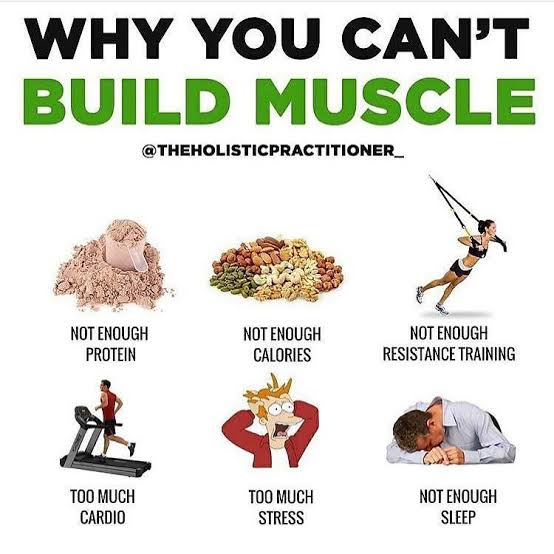 WHY YOU CAN'T
BUILD MUSCLE
@THEHOLISTICPRACTITIONER_
NOT ENOUGH
PROTEIN
NOT ENOUGH
CALORIES
NOT ENOUGH
RESISTANCE TRAINING
TOO MUCH
CARDIO
TOO MUCH
STRESS
NOT ENOUGH
SLEEP